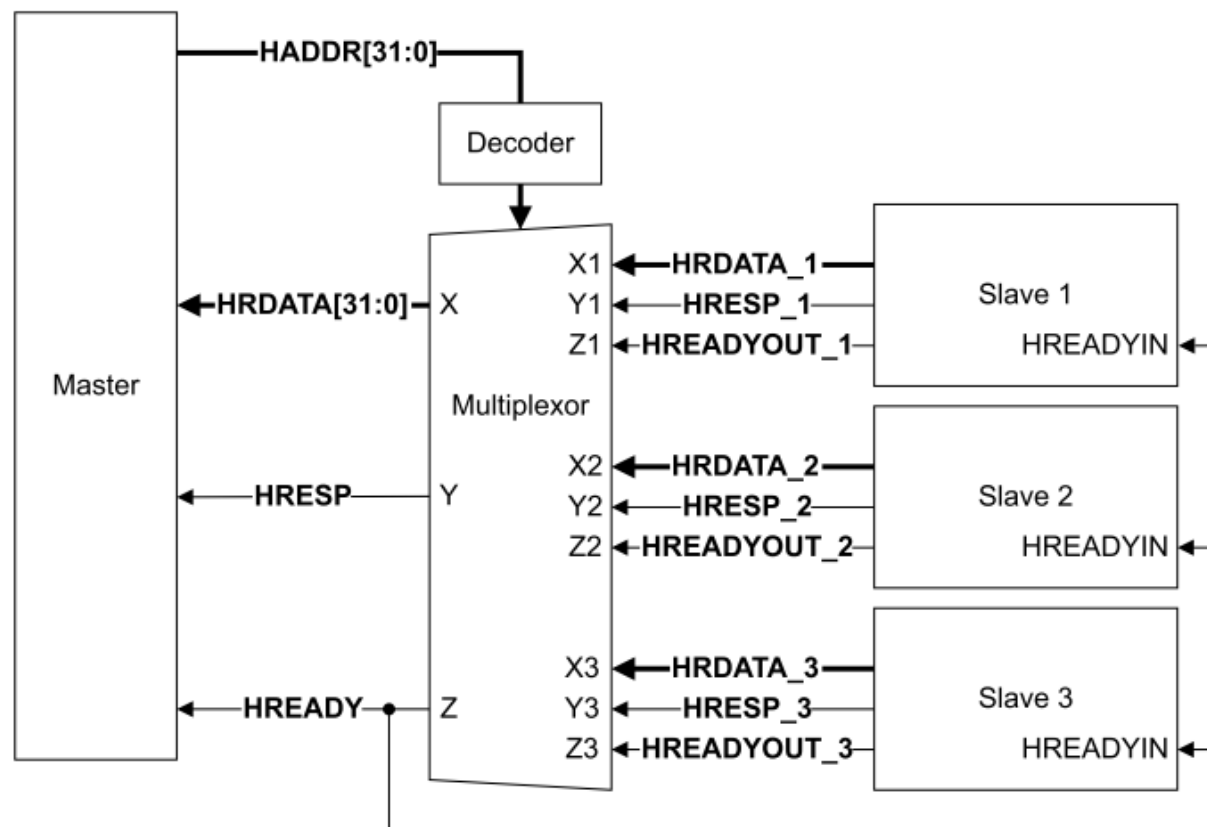 HADDR[31:0]
Decoder
Master
HRDATA[31:0]
HRESP
HREADY
X
Y
Z
Multiplexor
X1
Y1
Z1
X2
Y2
Z2
X3
Y3
Z3
HRDATA_1
HRESP_1
HREADYOUT_1
HRDATA_2
HRESP_2
HREADYOUT_2
HRDATA_3
HRESP_3
HREADYOUT_3
Slave 1
HREADYIN
Slave 2
HREADYIN
Slave 3
HREADYIN